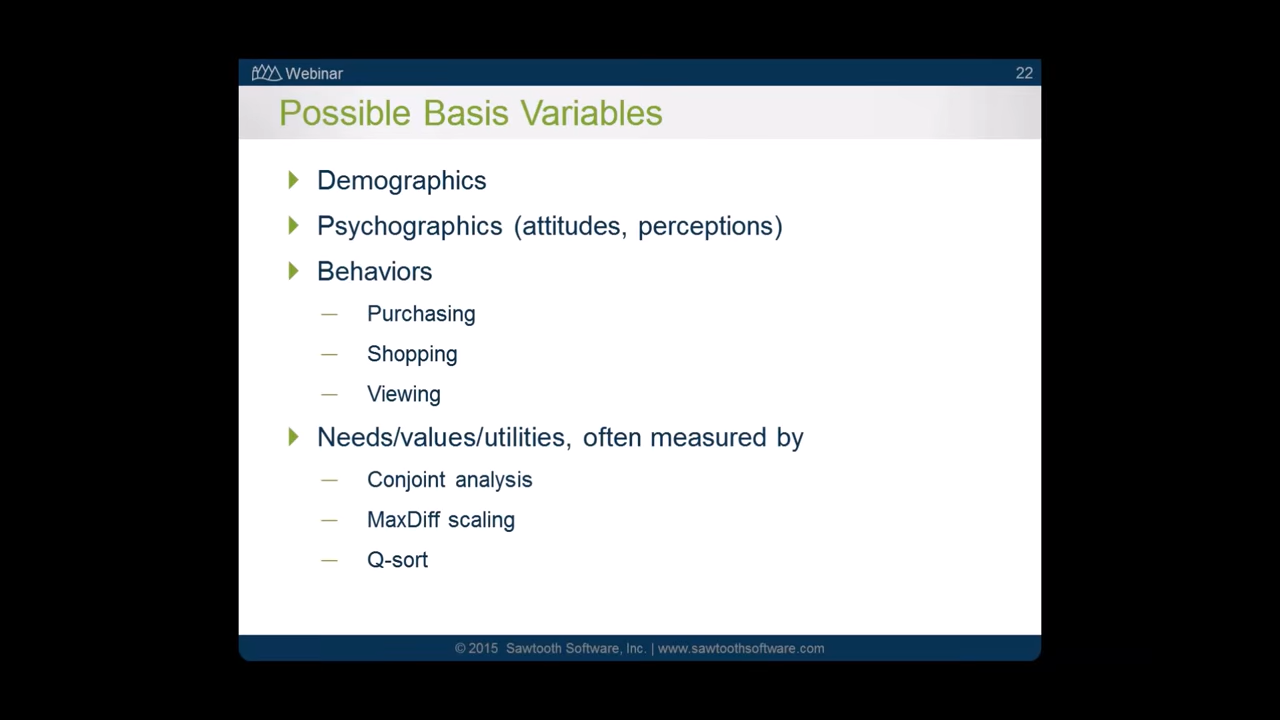 Webinar
22
Possible Basis Variables
Demographics
Psychographics (attitudes, perceptions)
Behaviors
— Purchasing
— Shopping
— Viewing
Needs/values/utilities, often measured by
— Conjoint analysis
— MaxDiff scaling
— Q-sort
© 2015 Sawtooth Software, Inc. | www.sawtoothsoftware.com